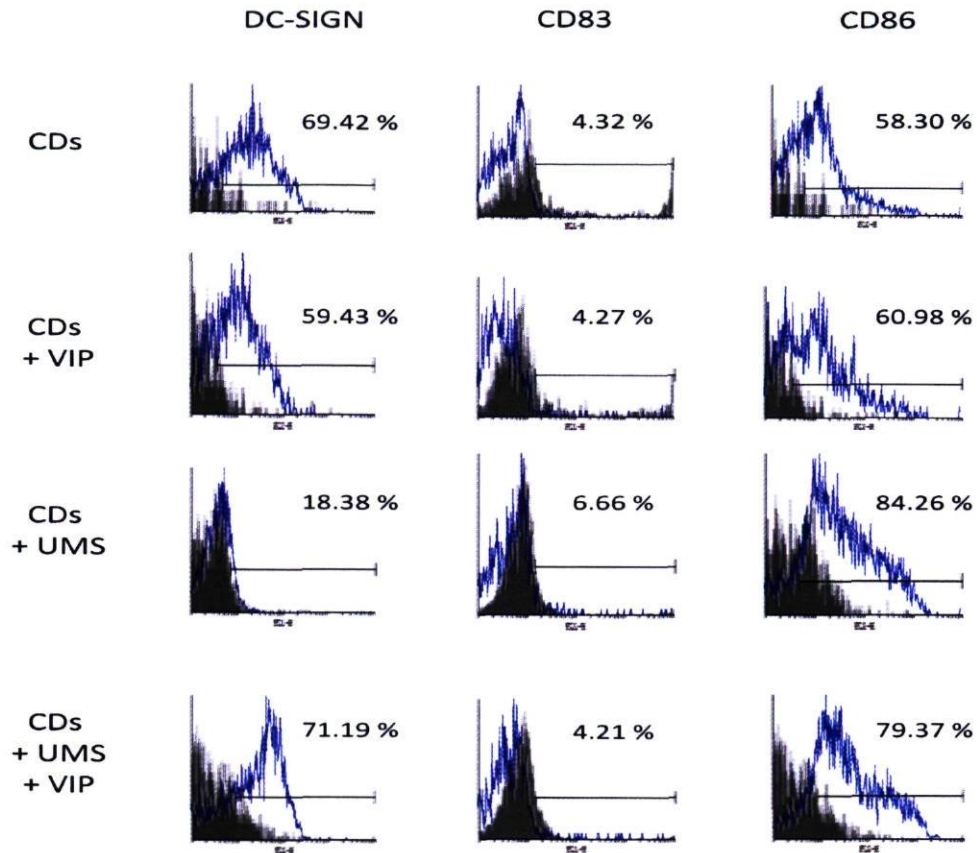 DC-SIGN CD83 CD86
CDs 69.42 % 4.32 % 58.30 %
CDs
+ VIP
59.43 % 4.27 % 60.98 %
CDs
+ UMS
18.38 % 6.66 % 84.26 %
CDs
+ UMS
+ VIP
71.19 % 4.21 % 79.37 %